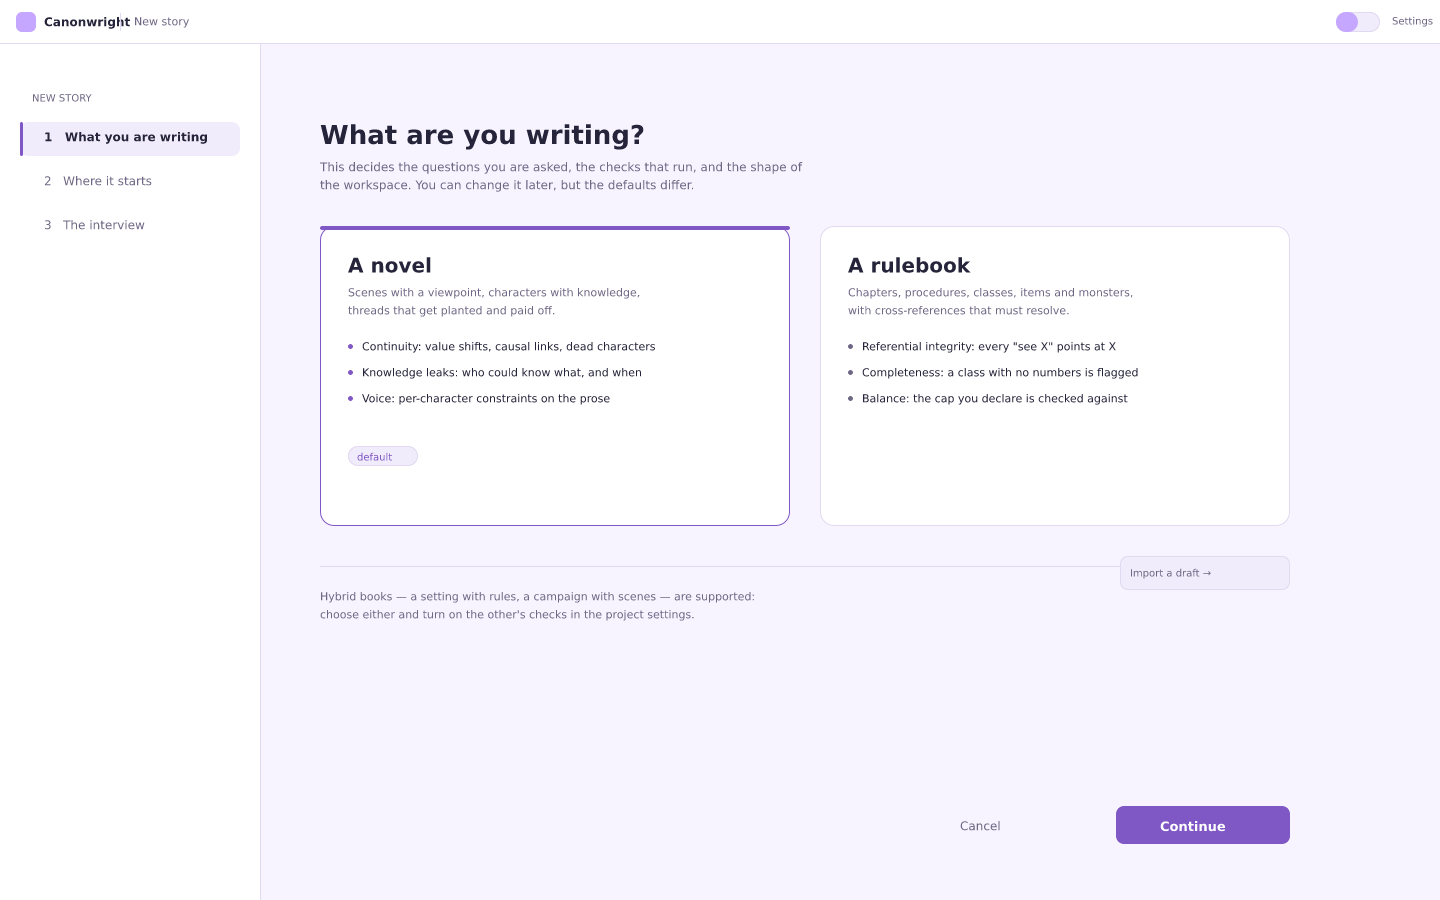 Canonwright New story
Settings
NEW STORY
1 What you are writing
2 Where it starts
3 The interview
What are you writing?
This decides the questions you are asked, the checks that run, and the shape of
the workspace. You can change it later, but the defaults differ.
A novel
Scenes with a viewpoint, characters with knowledge,
threads that get planted and paid off.
Continuity: value shifts, causal links, dead characters
Knowledge leaks: who could know what, and when
Voice: per-character constraints on the prose
default
A rulebook
Chapters, procedures, classes, items and monsters,
with cross-references that must resolve.
Referential integrity: every "see X" points at X
Completeness: a class with no numbers is flagged
Balance: the cap you declare is checked against
Import a draft →
Hybrid books — a setting with rules, a campaign with scenes — are supported:
choose either and turn on the other's checks in the project settings.
Cancel
Continue